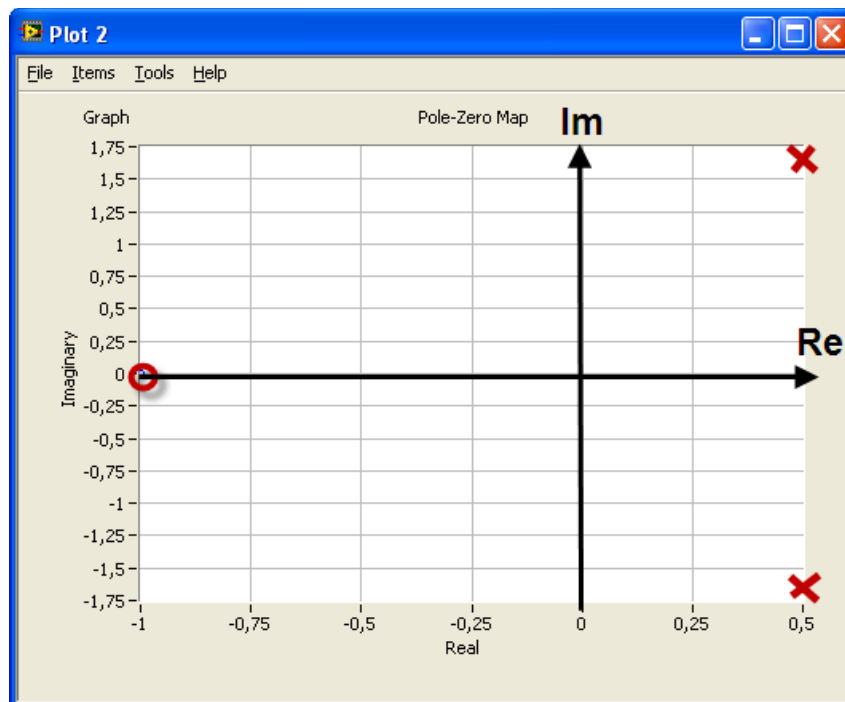 Plot 2
File Items Tools Help
Graph
Pole-Zero Map
Im
1,75
1,5
1,25
1
0,75
0,5
0,25
0
-0,25
-0,5
-0,75
-1
-1,25
-1,5
-1,75
Imaginary
Re
-1 -0,75 -0,5 -0,25 0 0,25 0,5
Real